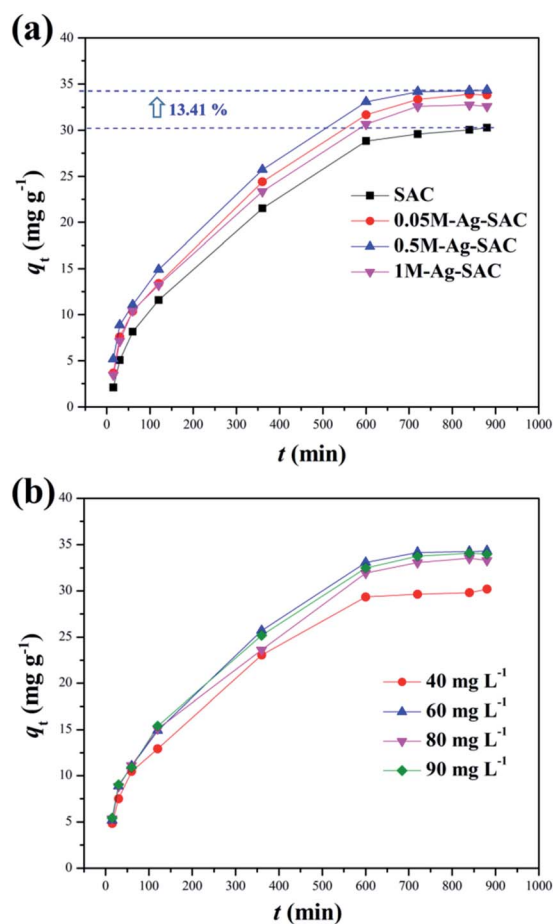 (a)
40
35
30
25
20
15
10
5
0
q_t (mg g⁻¹)
13.41 %
SAC
0.05M-Ag-SAC
0.5M-Ag-SAC
1M-Ag-SAC
0 100 200 300 400 500 600 700 800 900 1000
t (min)
(b)
40
35
30
25
20
15
10
5
0
q_t (mg g⁻¹)
40 mg L⁻¹
60 mg L⁻¹
80 mg L⁻¹
90 mg L⁻¹
0 100 200 300 400 500 600 700 800 900 1000
t (min)